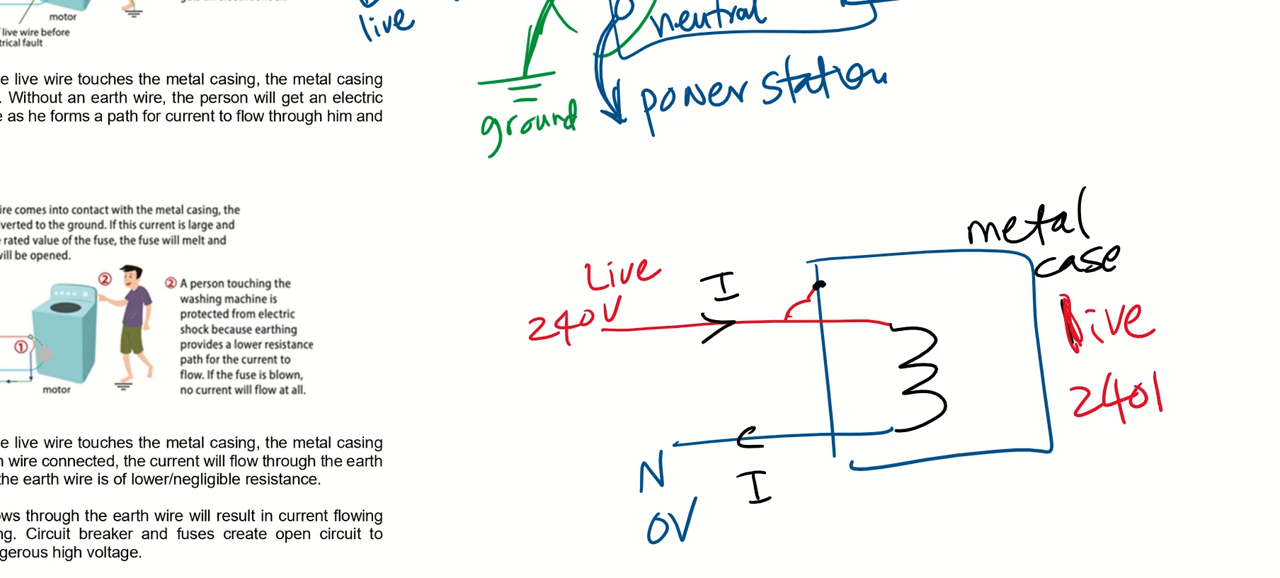 motor
live wire before
trical fault
e live wire touches the metal casing, the metal casing
. Without an earth wire, the person will get an electric
e as he forms a path for current to flow through him and
ire comes into contact with the metal casing, the
verted to the ground. If this current is large and
rated value of the fuse, the fuse will melt and
vill be opened.
②
② A person touching the
washing machine is
protected from electric
shock because earthing
provides a lower resistance
path for the current to
flow. If the fuse is blown,
no current will flow at all.
①
motor
e live wire touches the metal casing, the metal casing
n wire connected, the current will flow through the earth
the earth wire is of lower/negligible resistance.
ws through the earth wire will result in current flowing
ng. Circuit breaker and fuses create open circuit to
gerous high voltage.
live
neutral
power station
ground
metal
case
Live
240V
I
Live
240
N
I
0V